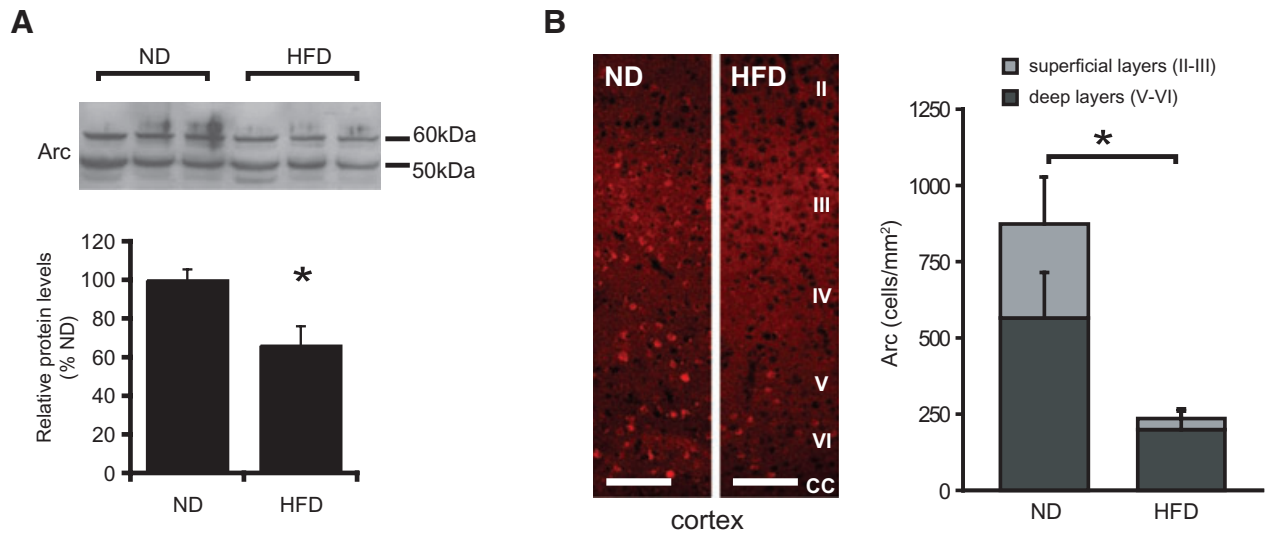 A
ND HFD
Arc
60kDa
50kDa
Relative protein levels
(% ND)
120
100
80
60
40
20
0
*
ND HFD
B
ND HFD
II
III
IV
V
VI
CC
cortex
superficial layers (II-III)
deep layers (V-VI)
Arc (cells/mm²)
1250
1000
750
500
250
0
*
ND HFD